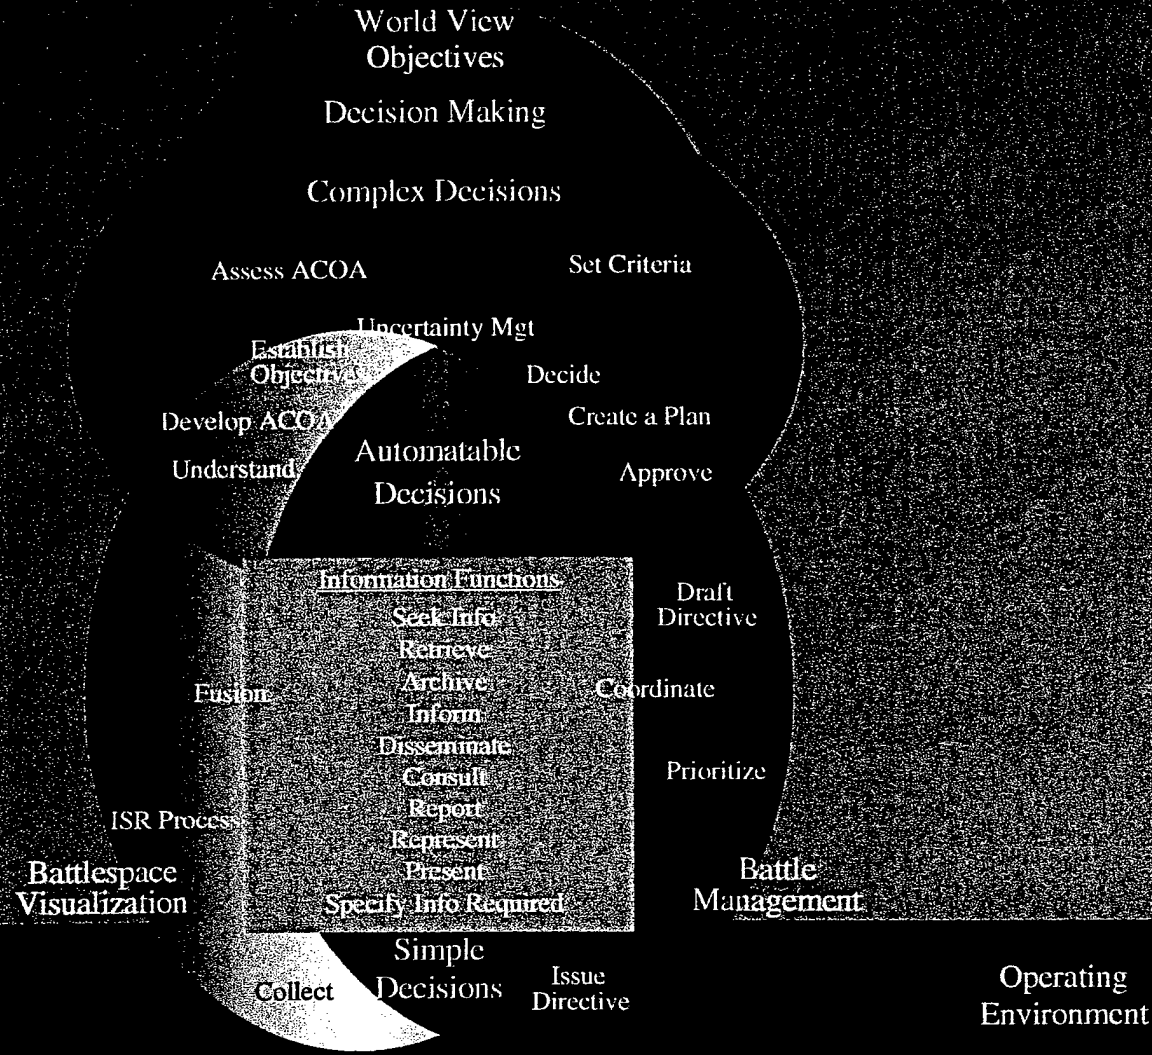 World View
Objectives
Decision Making
Complex Decisions
Assess ACOA
Set Criteria
Uncertainty Mgt
Establish
Objectives
Decide
Develop ACOA
Create a Plan
Understand
Automatable
Decisions
Approve
Information Functions
Seek Info
Retrieve
Archive
Inform
Disseminate
Consult
Report
Represent
Present
Specify Info Required
Draft
Directive
Fusion
Coordinate
Prioritize
ISR Process
Battlespace
Visualization
Battle
Management
Simple
Decisions
Collect
Issue
Directive
Operating
Environment